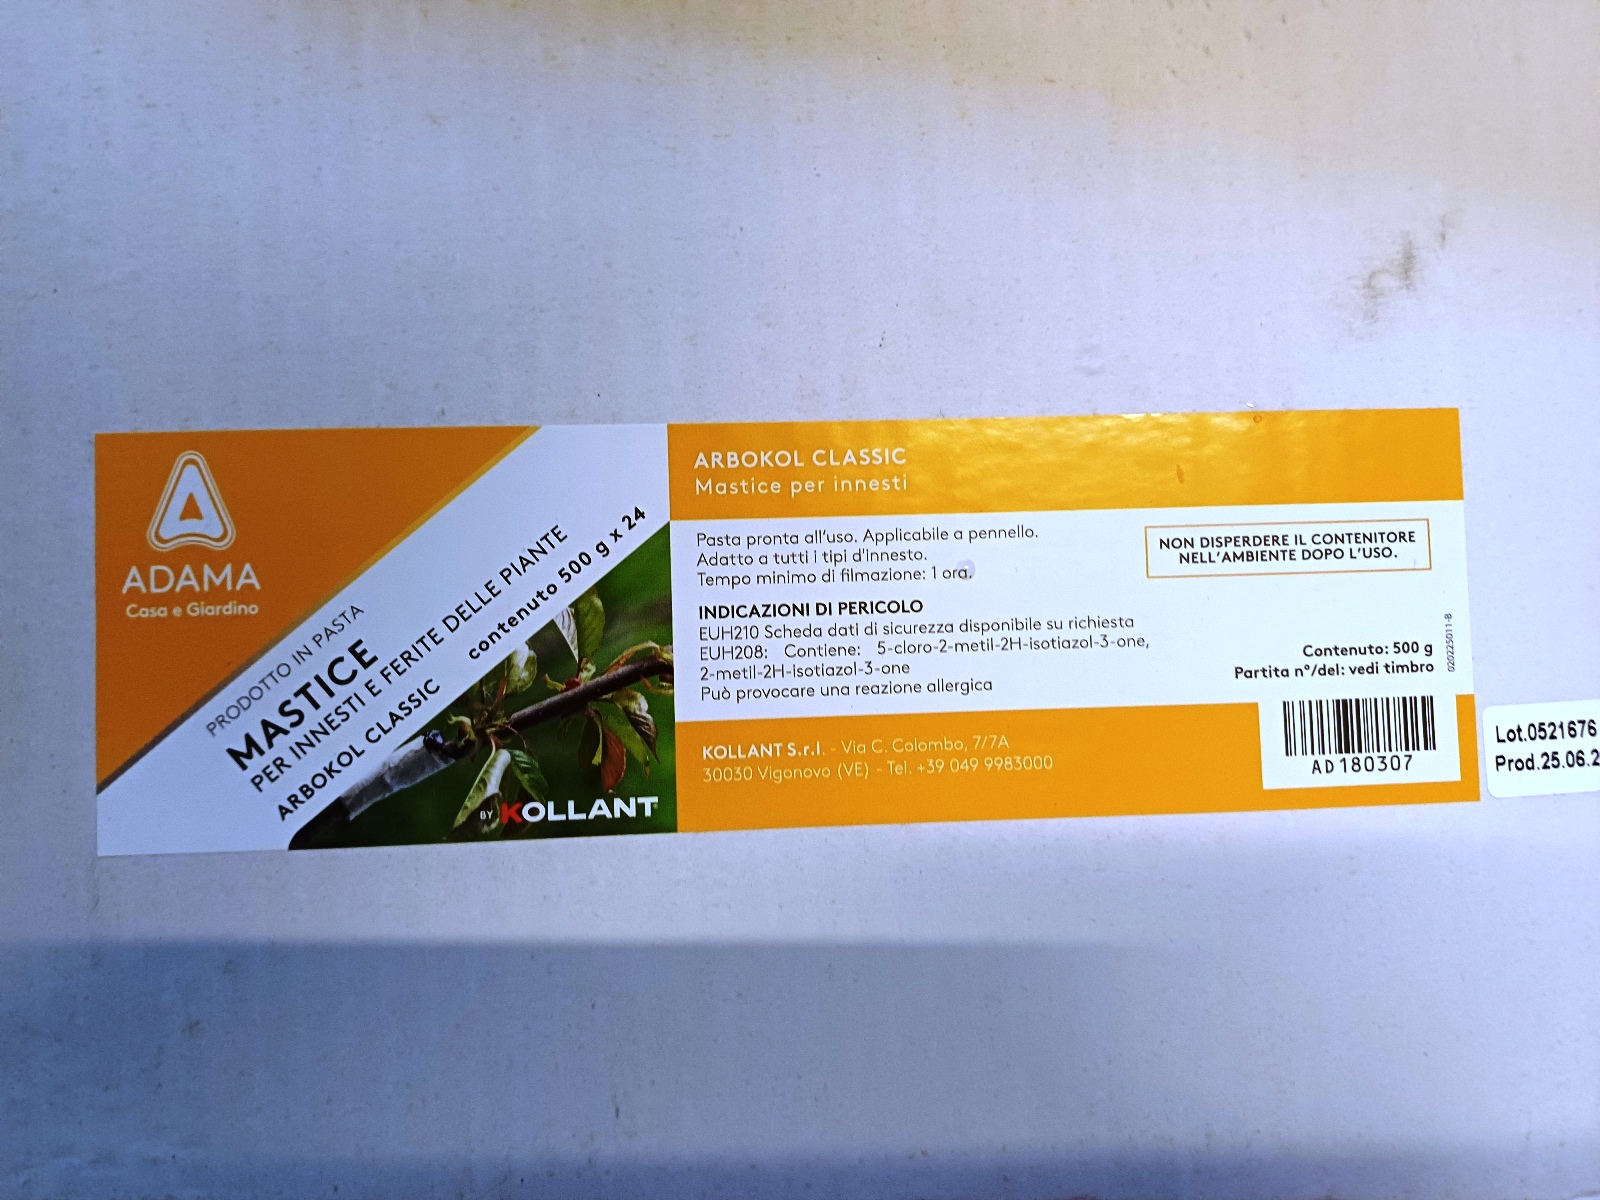 ADAMA
Casa e Giardino
PRODOTTO IN PASTA
MASTICE
PER INNESTI E FERITE DELLE PIANTE
ARBOKOL CLASSIC contenuto 500 g x 24
BY KOLLANT
ARBOKOL CLASSIC
Mastice per innesti
Pasta pronta all'uso. Applicabile a pennello.
Adatto a tutti i tipi d'innesto.
Tempo minimo di filmazione: 1 ora.
NON DISPERDERE IL CONTENITORE
NELL'AMBIENTE DOPO L'USO.
INDICAZIONI DI PERICOLO
EUH210 Scheda dati di sicurezza disponibile su richiesta
EUH208: Contiene: 5-cloro-2-metil-2H-isotiazol-3-one,
2-metil-2H-isotiazol-3-one
Può provocare una reazione allergica
Contenuto: 500 g
Partita n°/del: vedi timbro
020225011-B
KOLLANT S.r.l. - Via C. Colombo, 7/7A
30030 Vigonovo (VE) - Tel. +39 049 9983000
AD180307
Lot.0521676
Prod.25.06.2